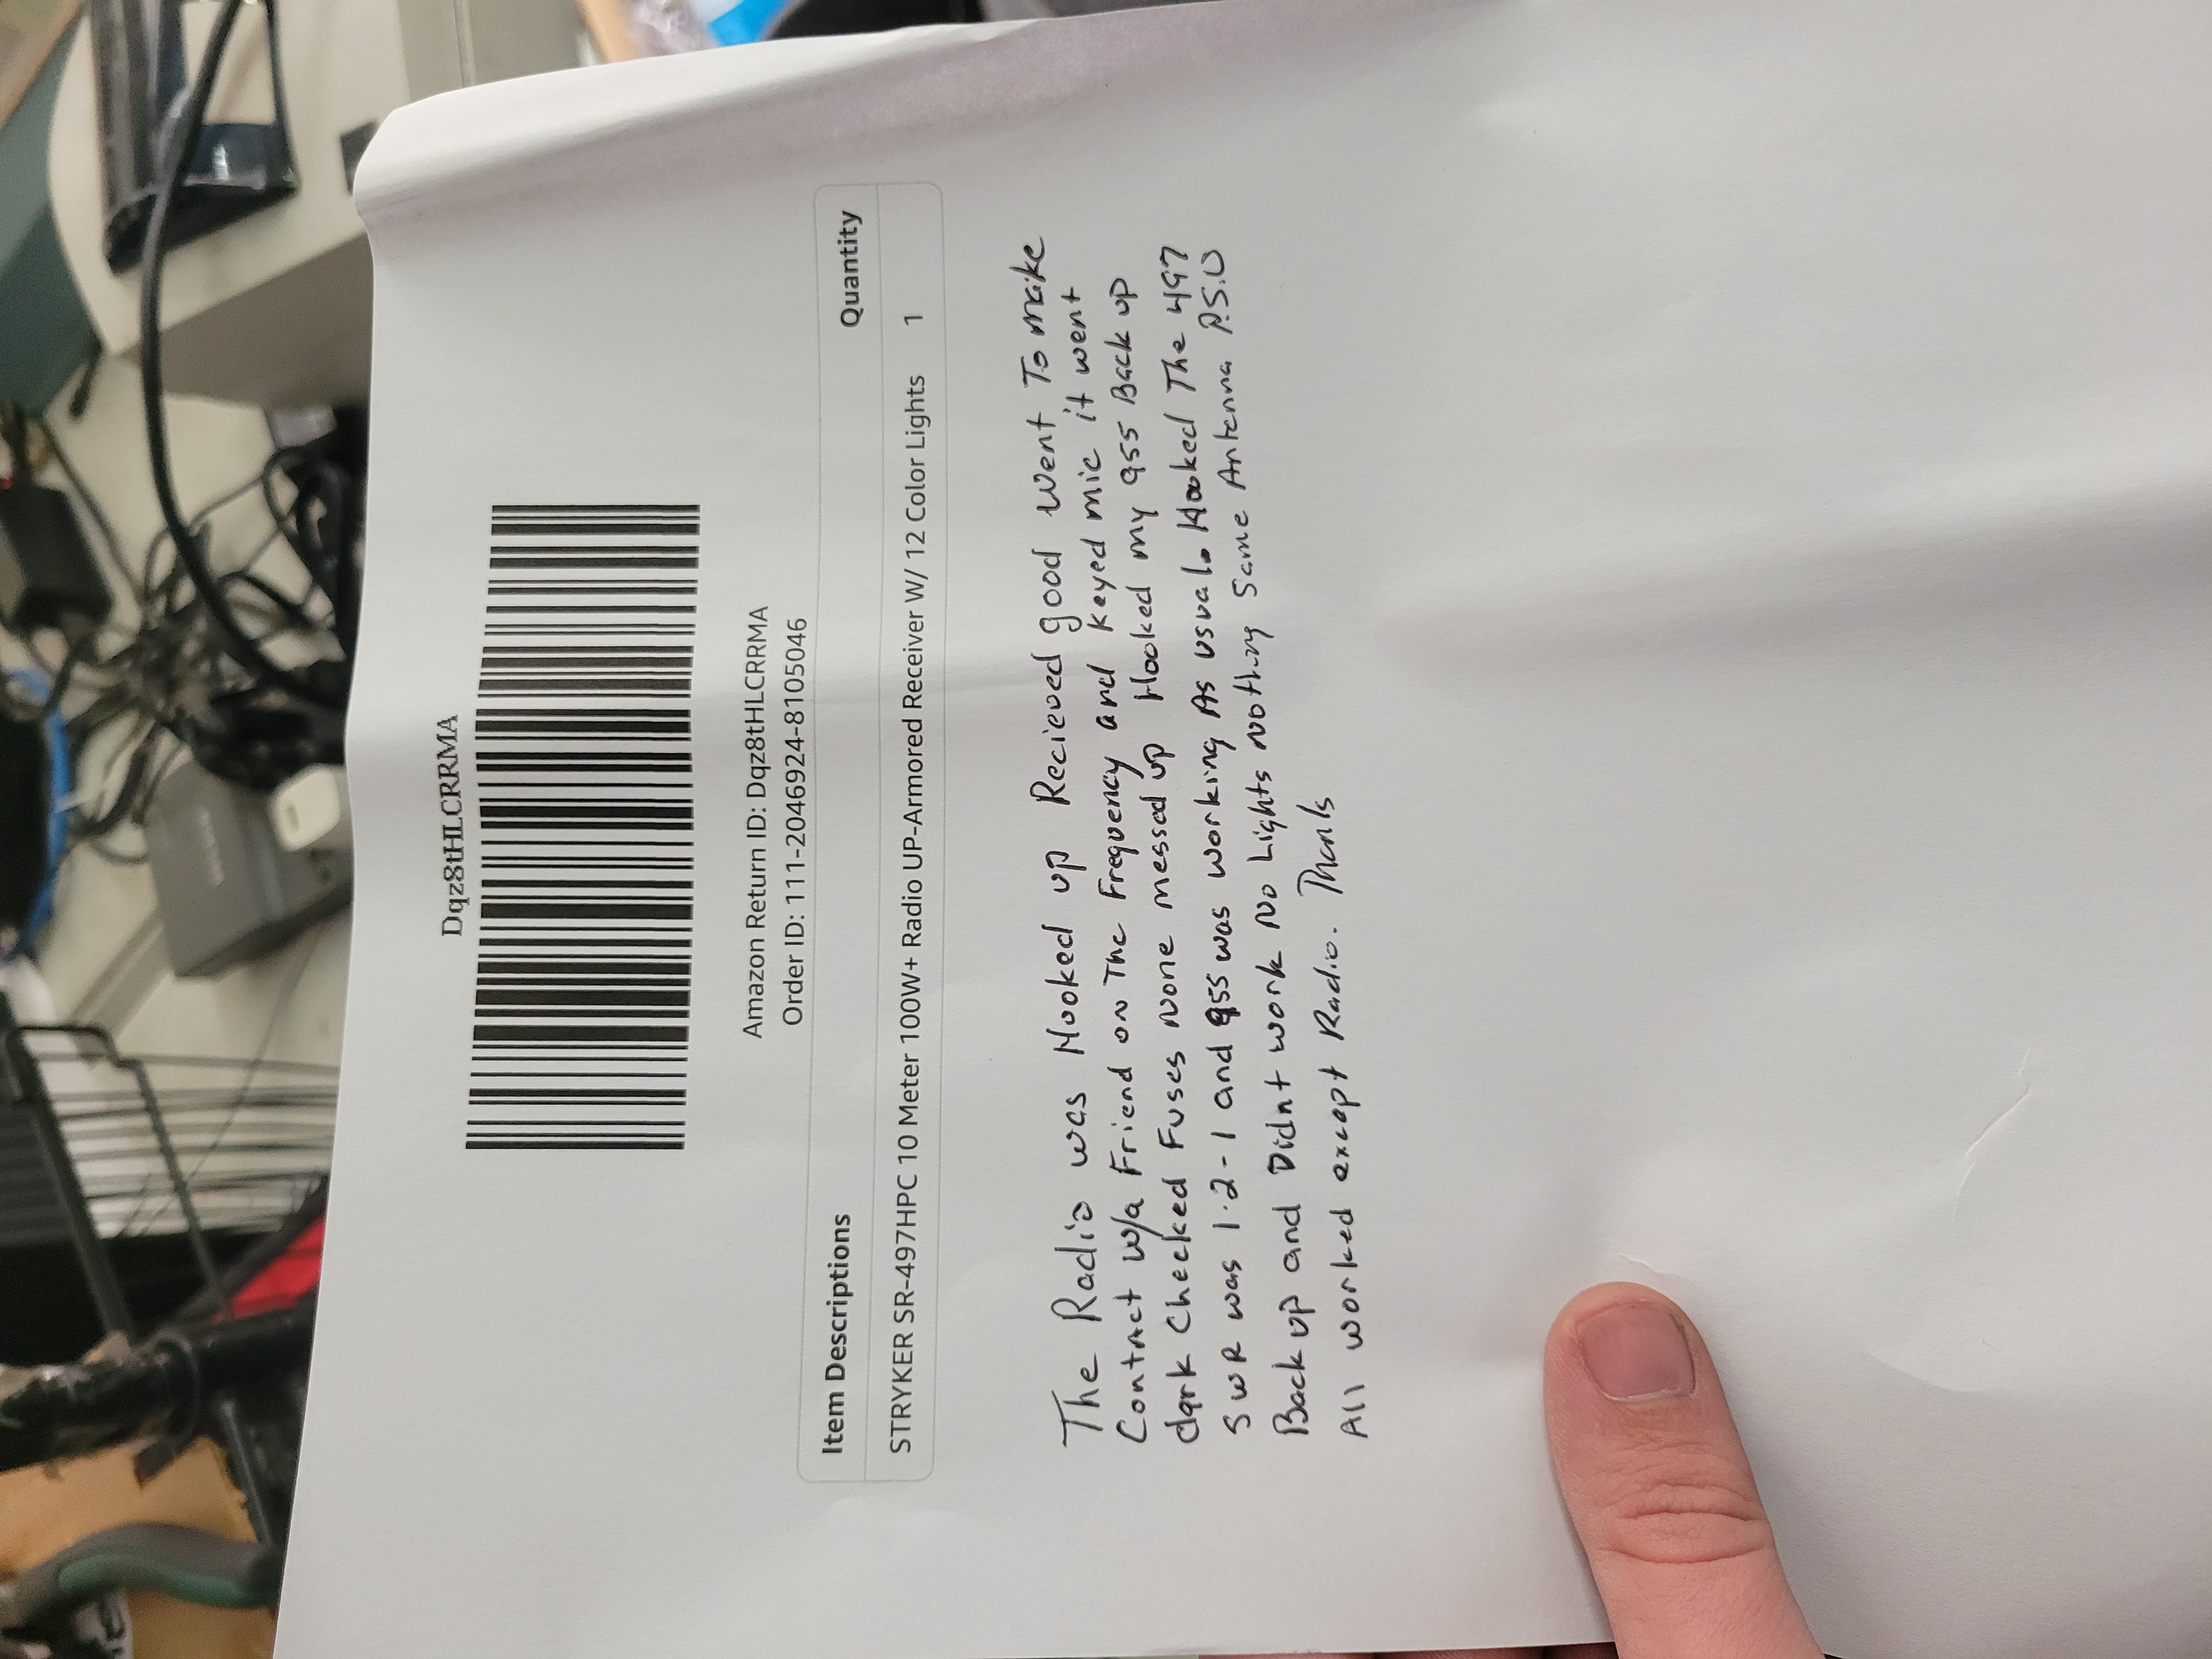 Dqz8tHLCRRMA
Amazon Return ID: Dqz8tHLCRRMA
Order ID: 111-2046924-8105046
Item Descriptions Quantity
STRYKER SR-497HPC 10 Meter 100W+ Radio UP-Armored Receiver W/ 12 Color Lights 1
The Radio was Hooked up Recieved good Went To make
Contact w/a Friend on The Frequency and Keyed mic it went
dark Checked Fuses None messed up Hooked my 955 Back up
SWR was 1.2-1 and 955 was working As usual. Hooked The 497
Back up and Didnt work No Lights Nothing Same Antenna P.S.U
All worked except Radio. Thanks